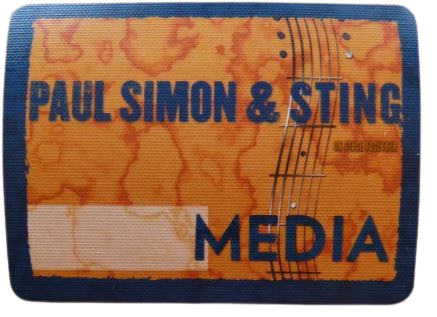 PAUL SIMON & STING
ON STAGE TOGETHER
MEDIA